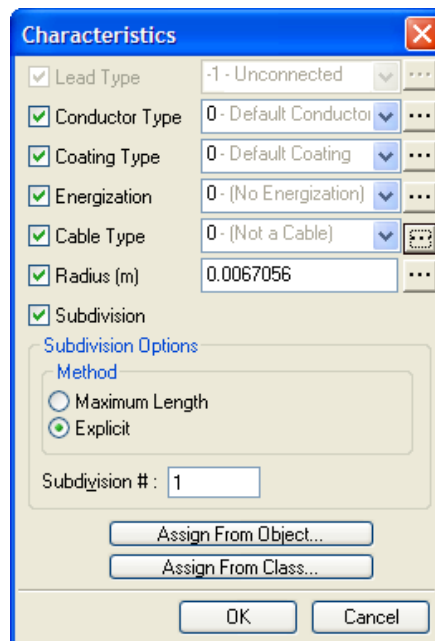 Characteristics
Lead Type -1 - Unconnected ...
Conductor Type 0 - Default Conductor ...
Coating Type 0 - Default Coating ...
Energization 0 - (No Energization) ...
Cable Type 0 - (Not a Cable) ...
Radius (m) 0.0067056 ...
Subdivision
Subdivision Options
Method
Maximum Length
Explicit
Subdivision # : 1
Assign From Object...
Assign From Class...
OK Cancel